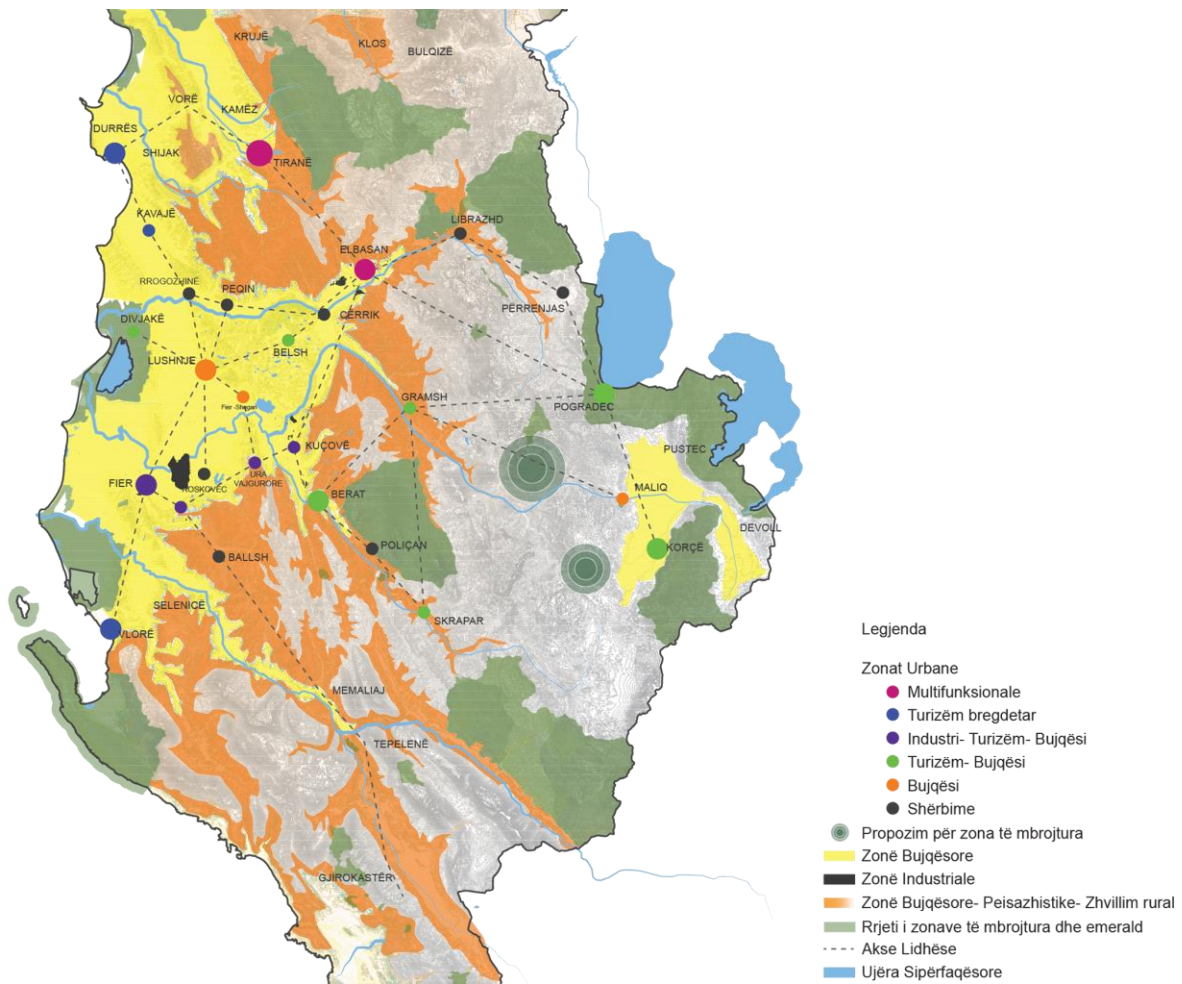 KRUJË
KLOS
BULQIZË
VORË
KAMËZ
DURRËS
SHIJAK
TIRANË
KAVAJË
LIBRAZHD
ELBASAN
RROGOZHINË
PEQIN
PËRRENJAS
DIVJAKË
CËRRIK
LUSHNJE
BELSH
GRAMSH
Fier -Shegan
POGRADEC
KUÇOVË
PUSTEC
FIER
ROSKOVEC
URA
VAJGURORE
BERAT
MALIQ
DEVOLL
BALLSH
POLIÇAN
KORÇË
SELENICË
SKRAPAR
VLORË
MEMALIAJ
TEPELENË
GJIROKASTËR
Legjenda
Zonat Urbane
Multifunksionale
Turizëm bregdetar
Industri- Turizëm- Bujqësi
Turizëm- Bujqësi
Bujqësi
Shërbime
Propozim për zona të mbrojtura
Zonë Bujqësore
Zonë Industriale
Zonë Bujqësore- Peisazhistike- Zhvillim rural
Rrjeti i zonave të mbrojtura dhe emerald
Akse Lidhëse
Ujëra Sipërfaqësore